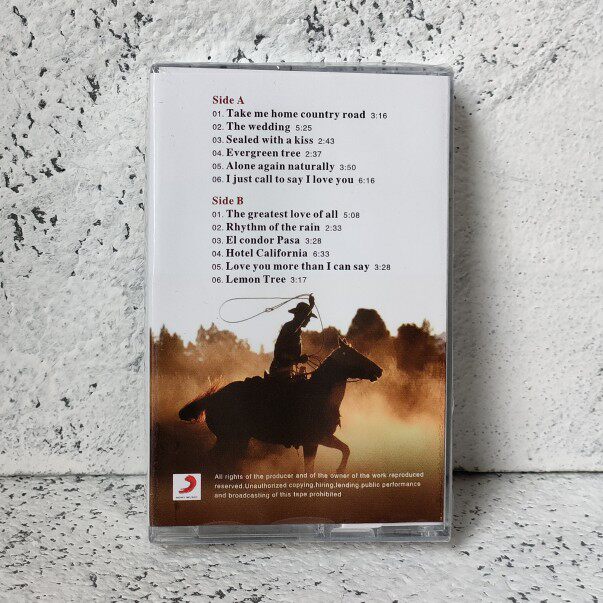 Side A
01. Take me home country road 3:16
02. The wedding 5:25
03. Sealed with a kiss 2:43
04. Evergreen tree 2:37
05. Alone again naturally 3:50
06. I just call to say I love you 6:16
Side B
01. The greatest love of all 5:08
02. Rhythm of the rain 2:33
03. El condor Pasa 3:28
04. Hotel California 6:33
05. Love you more than I can say 3:28
06. Lemon Tree 3:17
All rights of the producer and of the owner of the work reproduced
reserved.Unauthorized copying,hiring,lending.public performance
and broadcasting of this tape prohibited
SONY MUSIC